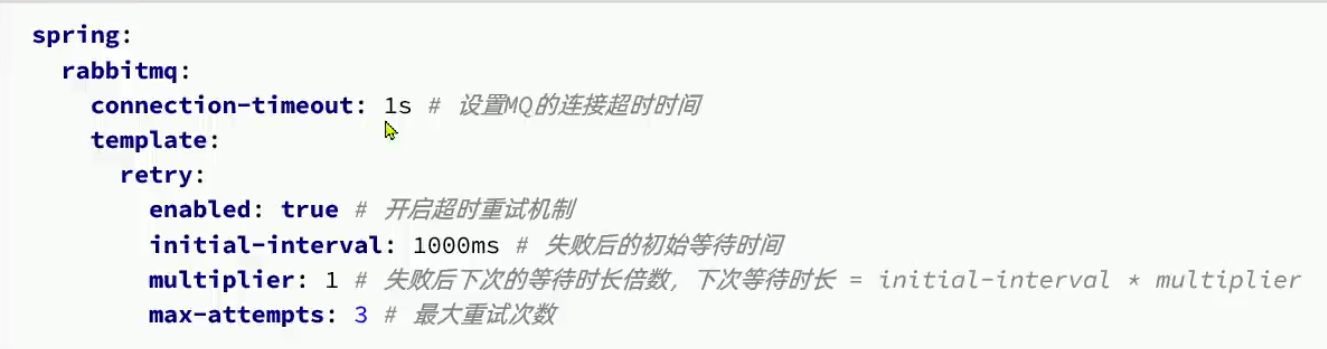 spring:
rabbitmq:
connection-timeout: 1s # 设置MQ的连接超时时间
template:
retry:
enabled: true # 开启超时重试机制
initial-interval: 1000ms # 失败后的初始等待时间
multiplier: 1 # 失败后下次的等待时长倍数，下次等待时长 = initial-interval * multiplier
max-attempts: 3 # 最大重试次数